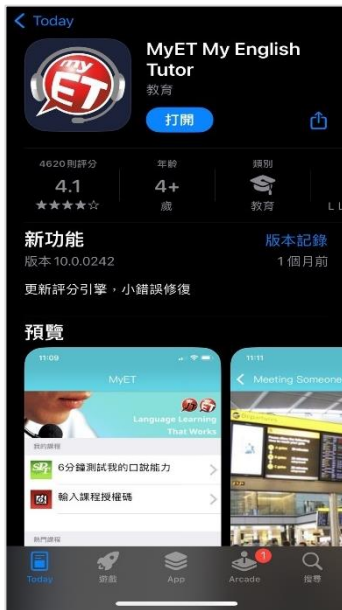 Today
my
ET
MyET My English
Tutor
教育
打開
4620 則評分
4.1
★★★★☆
年齡
4+
歲
類別
教育
新功能
版本記錄
版本 10.0.0242
1 個月前
更新評分引擎，小錯誤修復
預覽
11:09
MyET
Language Learning
That Works
我的課程
6分鐘測試我的口說能力
輸入課程授權碼
熱門課程
11:11
Meeting Someone
Today
遊戲
App
1
Arcade
搜尋